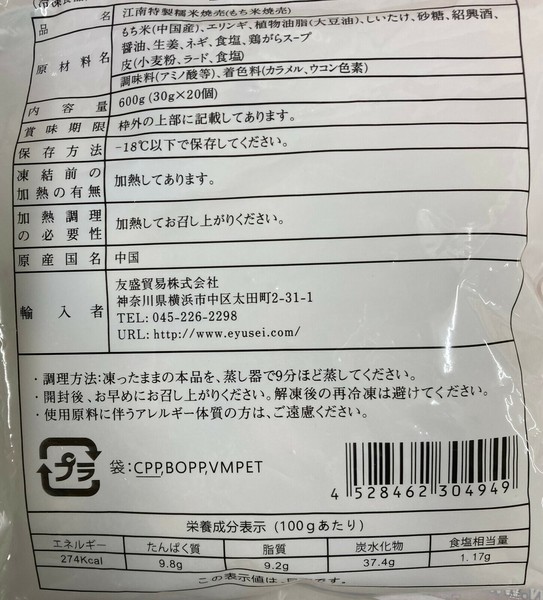 品名 江南特製糯米焼売(もち米焼売)
原材料名 もち米(中国産)、エリンギ、植物油脂(大豆油)、しいたけ、砂糖、紹興酒、
醤油、生姜、ネギ、食塩、鶏がらスープ
皮(小麦粉、ラード、食塩)
調味料(アミノ酸等)、着色料(カラメル、ウコン色素)
内容量 600g (30g×20個)
賞味期限 枠外の上部に記載してあります。
保存方法 -18℃以下で保存してください。
凍結前の
加熱の有無 加熱してあります。
加熱調理
の必要性 加熱してお召し上がりください。
原産国名 中国
輸入者 友盛貿易株式会社
神奈川県横浜市中区太田町2-31-1
TEL: 045-226-2298
URL: http://www.eyusei.com/
・調理方法:凍ったままの本品を、蒸し器で9分ほど蒸してください。
・開封後、お早めにお召し上がりください。解凍後の再冷凍は避けてください。
・使用原料に伴うアレルギー体質の方は、ご遠慮ください。
プラ 袋:CPP,BOPP,VMPET
4 528462 304949
栄養成分表示 (100gあたり)
エネルギー たんぱく質 脂質 炭水化物 食塩相当量
274Kcal 9.8g 9.2g 37.4g 1.17g
この表示値は、